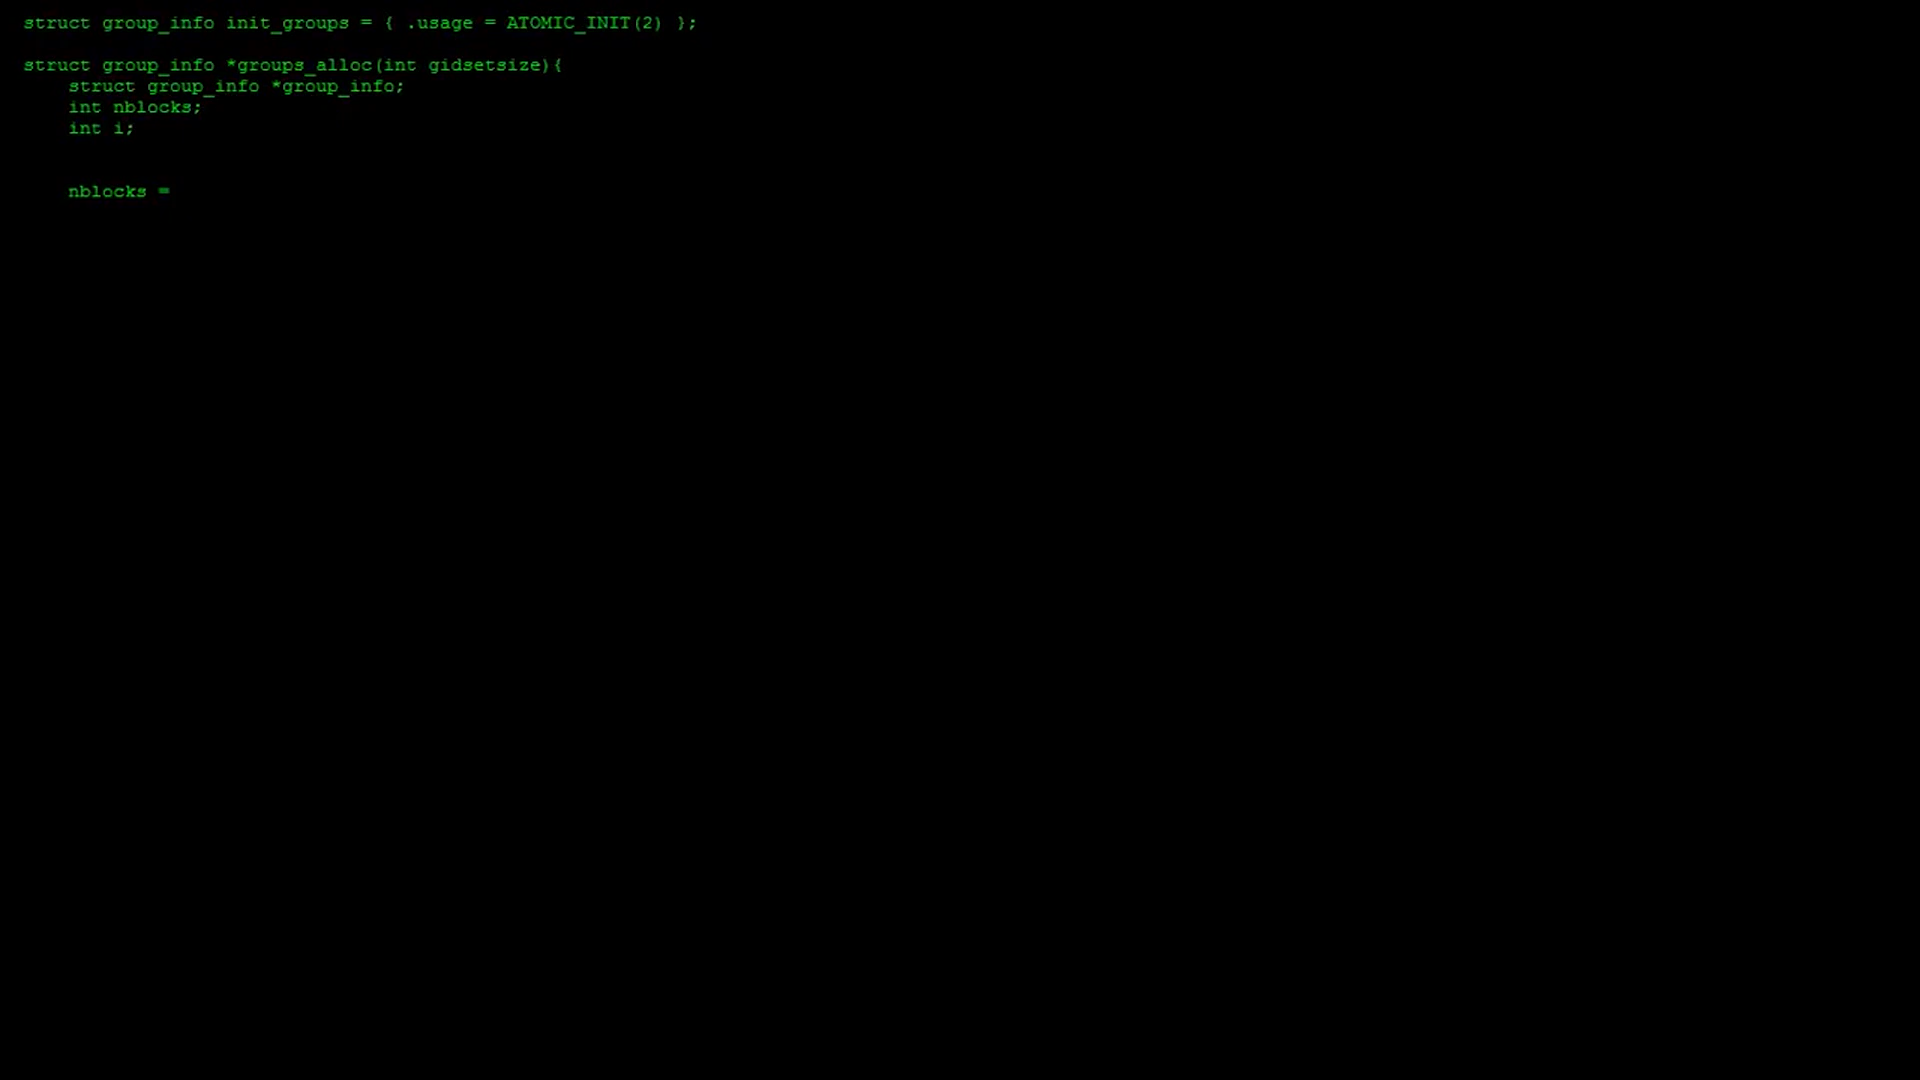 struct group_info init_groups = { .usage = ATOMIC_INIT(2) };
struct group_info *groups_alloc(int gidsetsize){
struct group_info *group_info;
int nblocks;
int i;
nblocks =